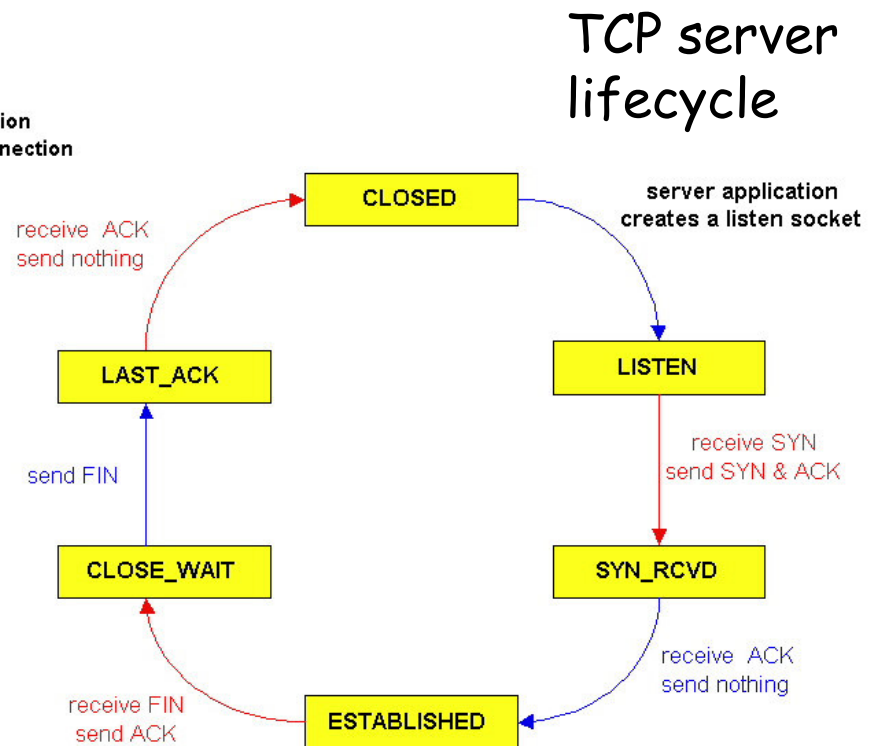 TCP server
lifecycle
ion
nection
CLOSED
server application
creates a listen socket
receive ACK
send nothing
LAST_ACK
LISTEN
receive SYN
send SYN & ACK
send FIN
CLOSE_WAIT
SYN_RCVD
receive ACK
send nothing
receive FIN
send ACK
ESTABLISHED